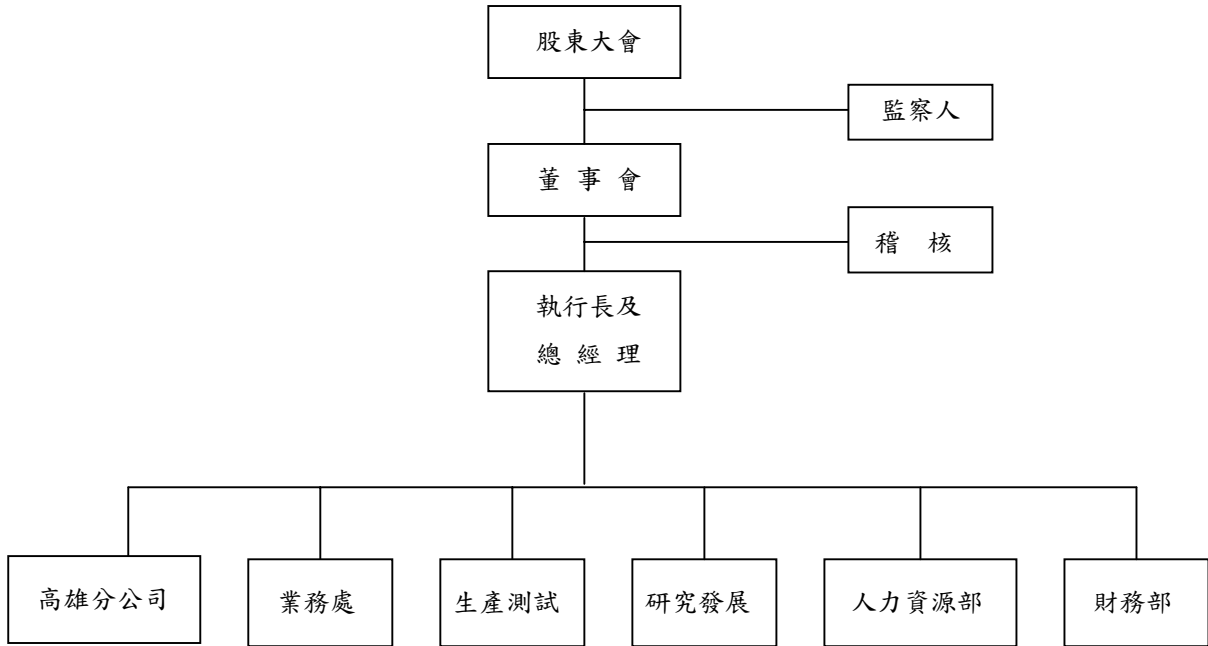 股東大會
監察人
董 事 會
稽 核
執行長及
總 經 理
高雄分公司
業務處
生產測試
研究發展
人力資源部
財務部